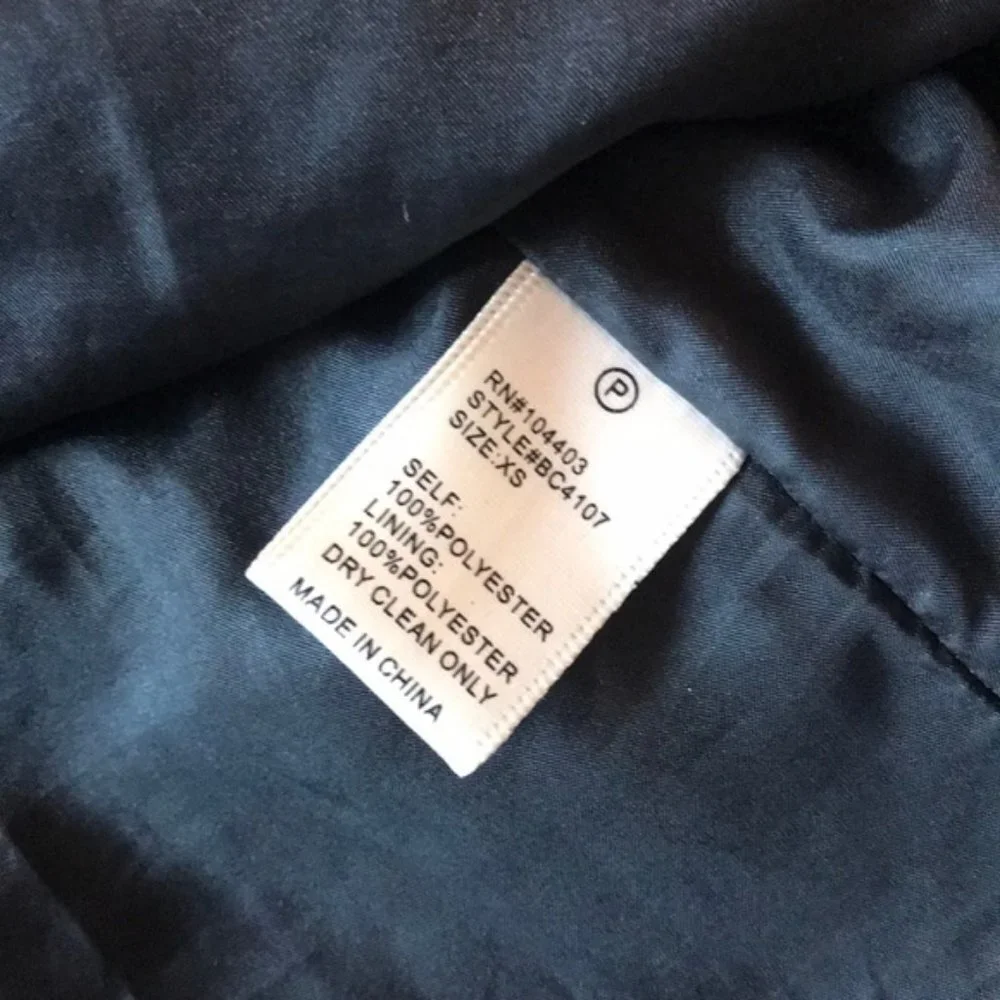 P
RN#104403
STYLE#BC4107
SIZE:XS
SELF:
100%POLYESTER
LINING:
100%POLYESTER
DRY CLEAN ONLY
MADE IN CHINA